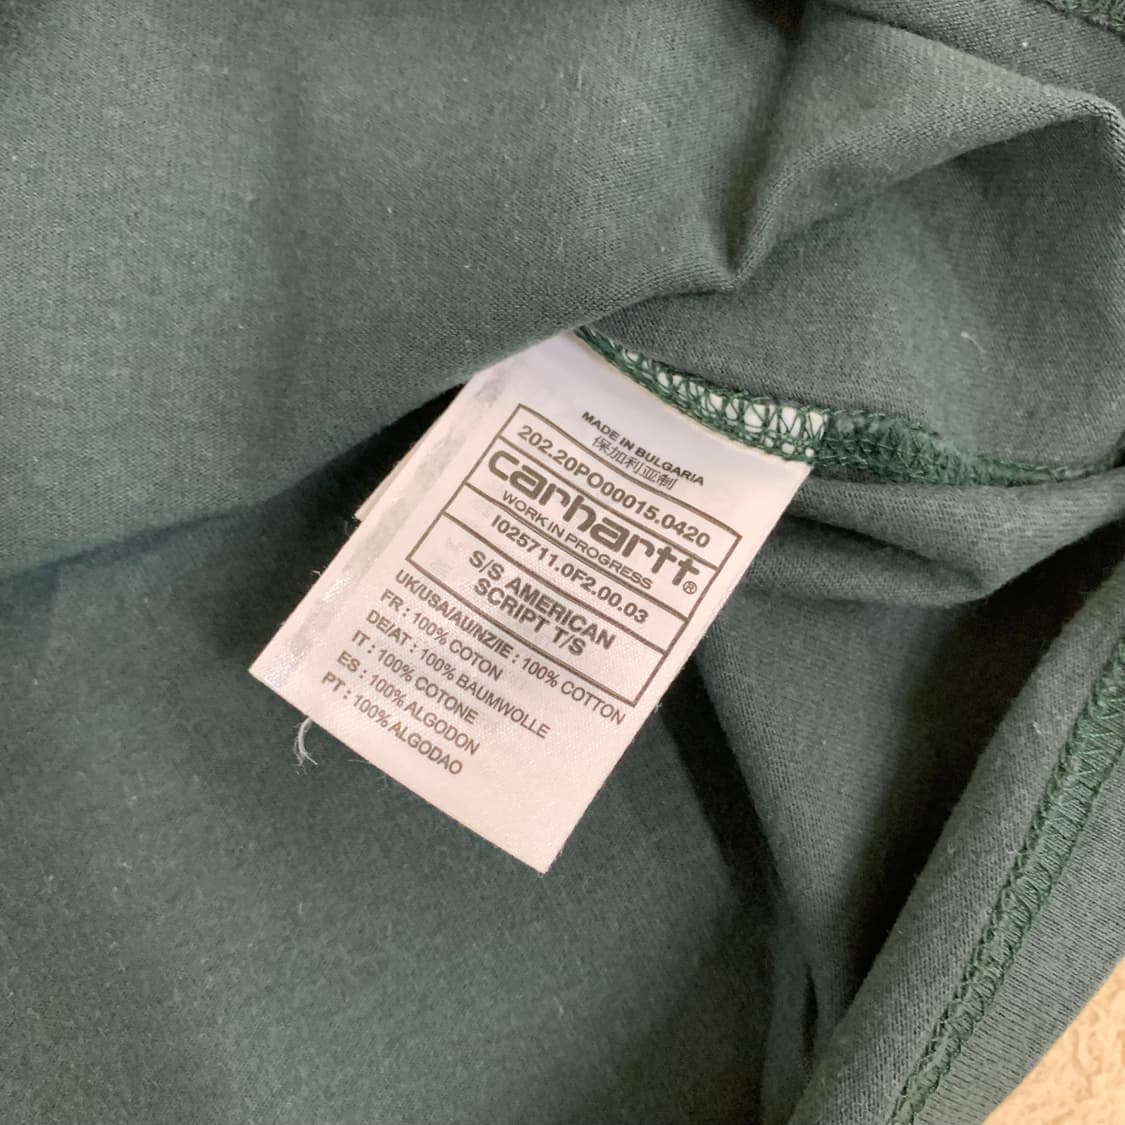 MADE IN BULGARIA
保加利亚制
202.20PO00015.0420
carhartt®
WORK IN PROGRESS
I025711.0F2.00.03
S/S AMERICAN
SCRIPT T/S
UK/USA/AU/NZ/IE : 100% COTTON
FR : 100% COTON
DE/AT : 100% BAUMWOLLE
IT : 100% COTONE
ES : 100% ALGODON
PT : 100% ALGODAO